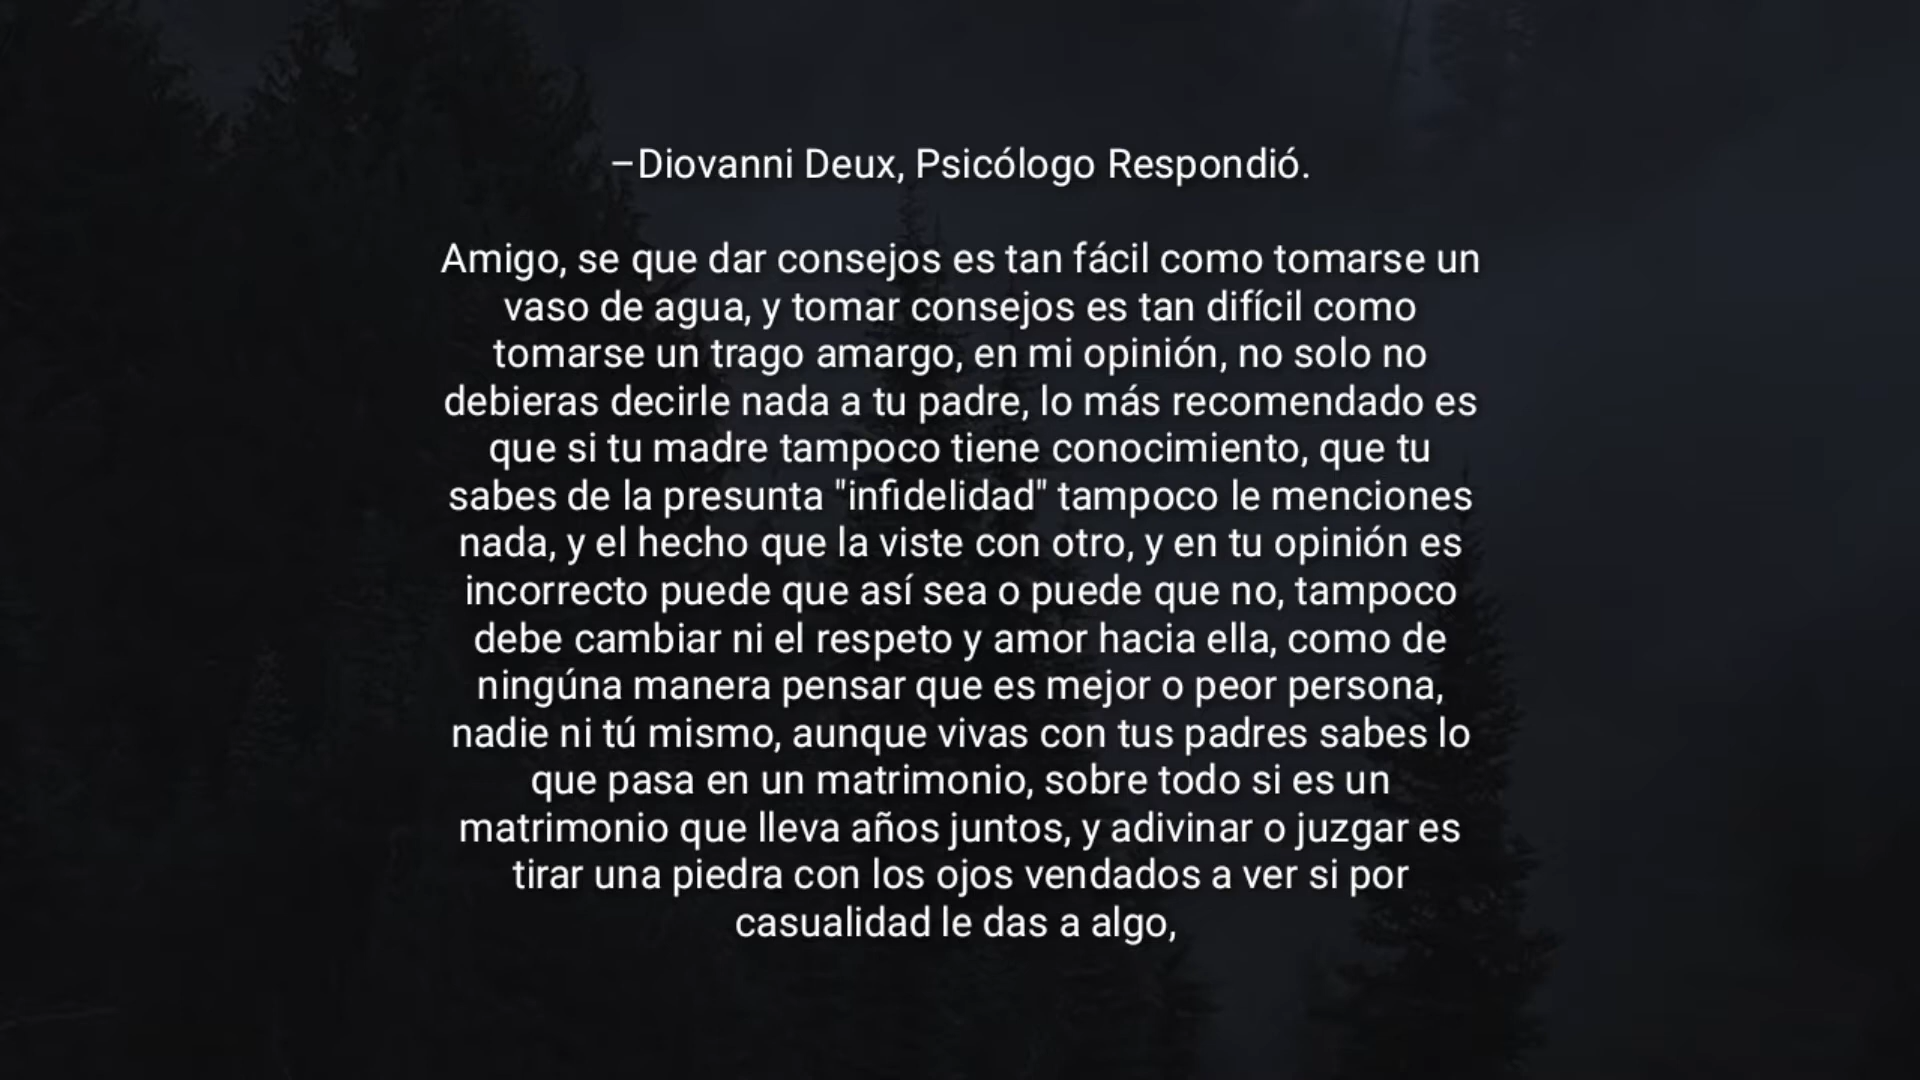 –Diovanni Deux, Psicólogo Respondió.
Amigo, se que dar consejos es tan fácil como tomarse un
vaso de agua, y tomar consejos es tan difícil como
tomarse un trago amargo, en mi opinión, no solo no
debieras decirle nada a tu padre, lo más recomendado es
que si tu madre tampoco tiene conocimiento, que tu
sabes de la presunta "infidelidad" tampoco le menciones
nada, y el hecho que la viste con otro, y en tu opinión es
incorrecto puede que así sea o puede que no, tampoco
debe cambiar ni el respeto y amor hacia ella, como de
ningúna manera pensar que es mejor o peor persona,
nadie ni tú mismo, aunque vivas con tus padres sabes lo
que pasa en un matrimonio, sobre todo si es un
matrimonio que lleva años juntos, y adivinar o juzgar es
tirar una piedra con los ojos vendados a ver si por
casualidad le das a algo,